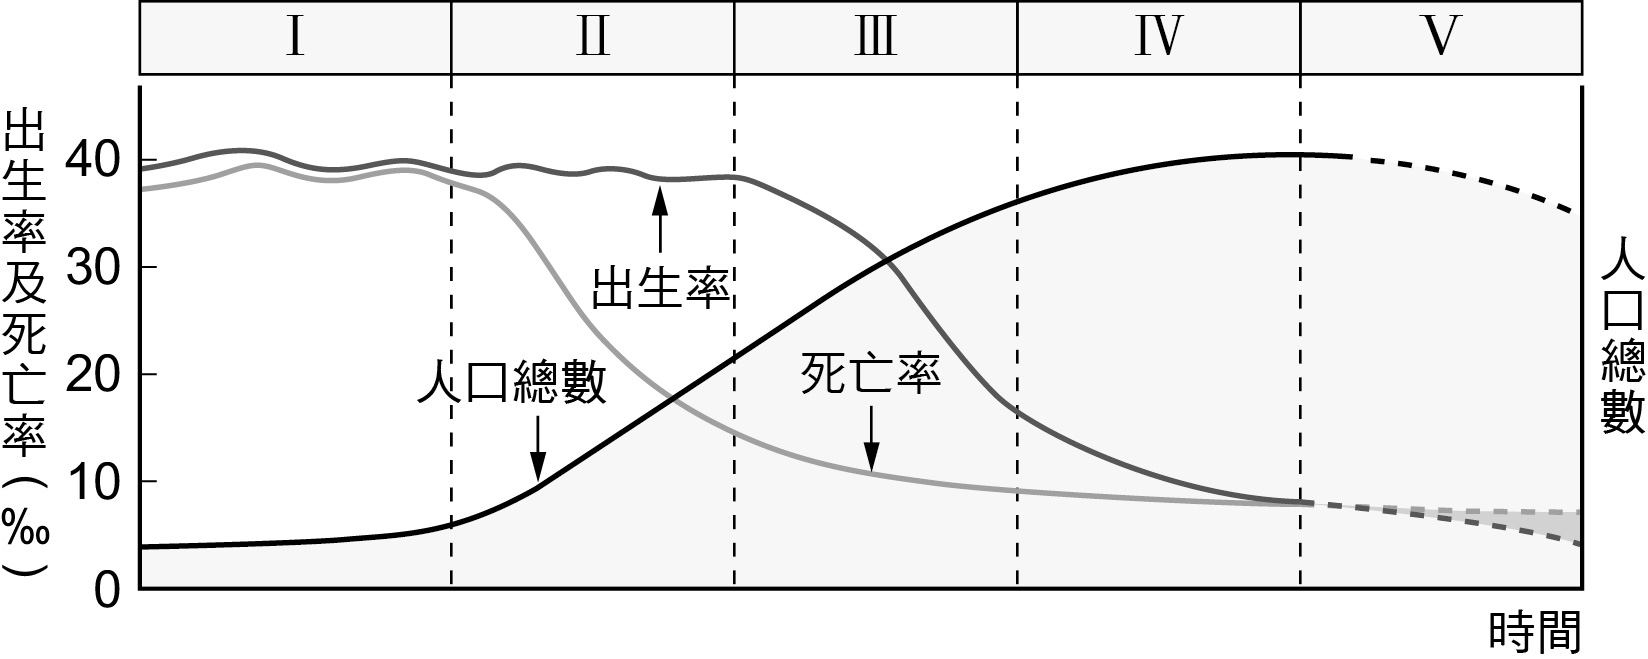 Ⅰ Ⅱ Ⅲ Ⅳ Ⅴ
出生率及死亡率(‰)
40
30
20
10
0
出生率
人口總數
死亡率
人口總數
時間